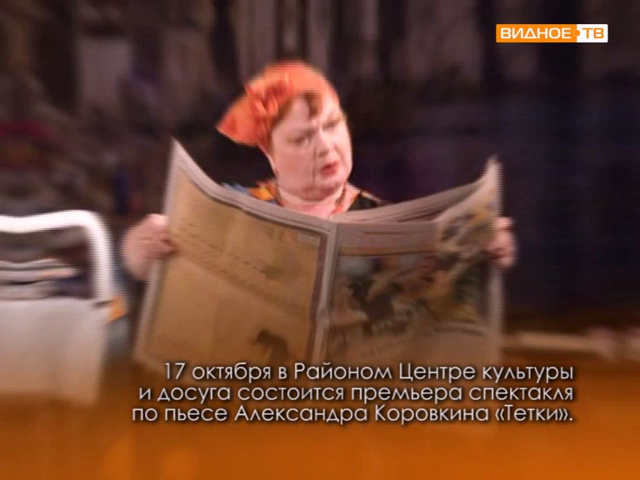 ВИДНОЕ ТВ
17 октября в Районом Центре культуры
и досуга состоится премьера спектакля
по пьесе Александра Коровкина «Тетки».